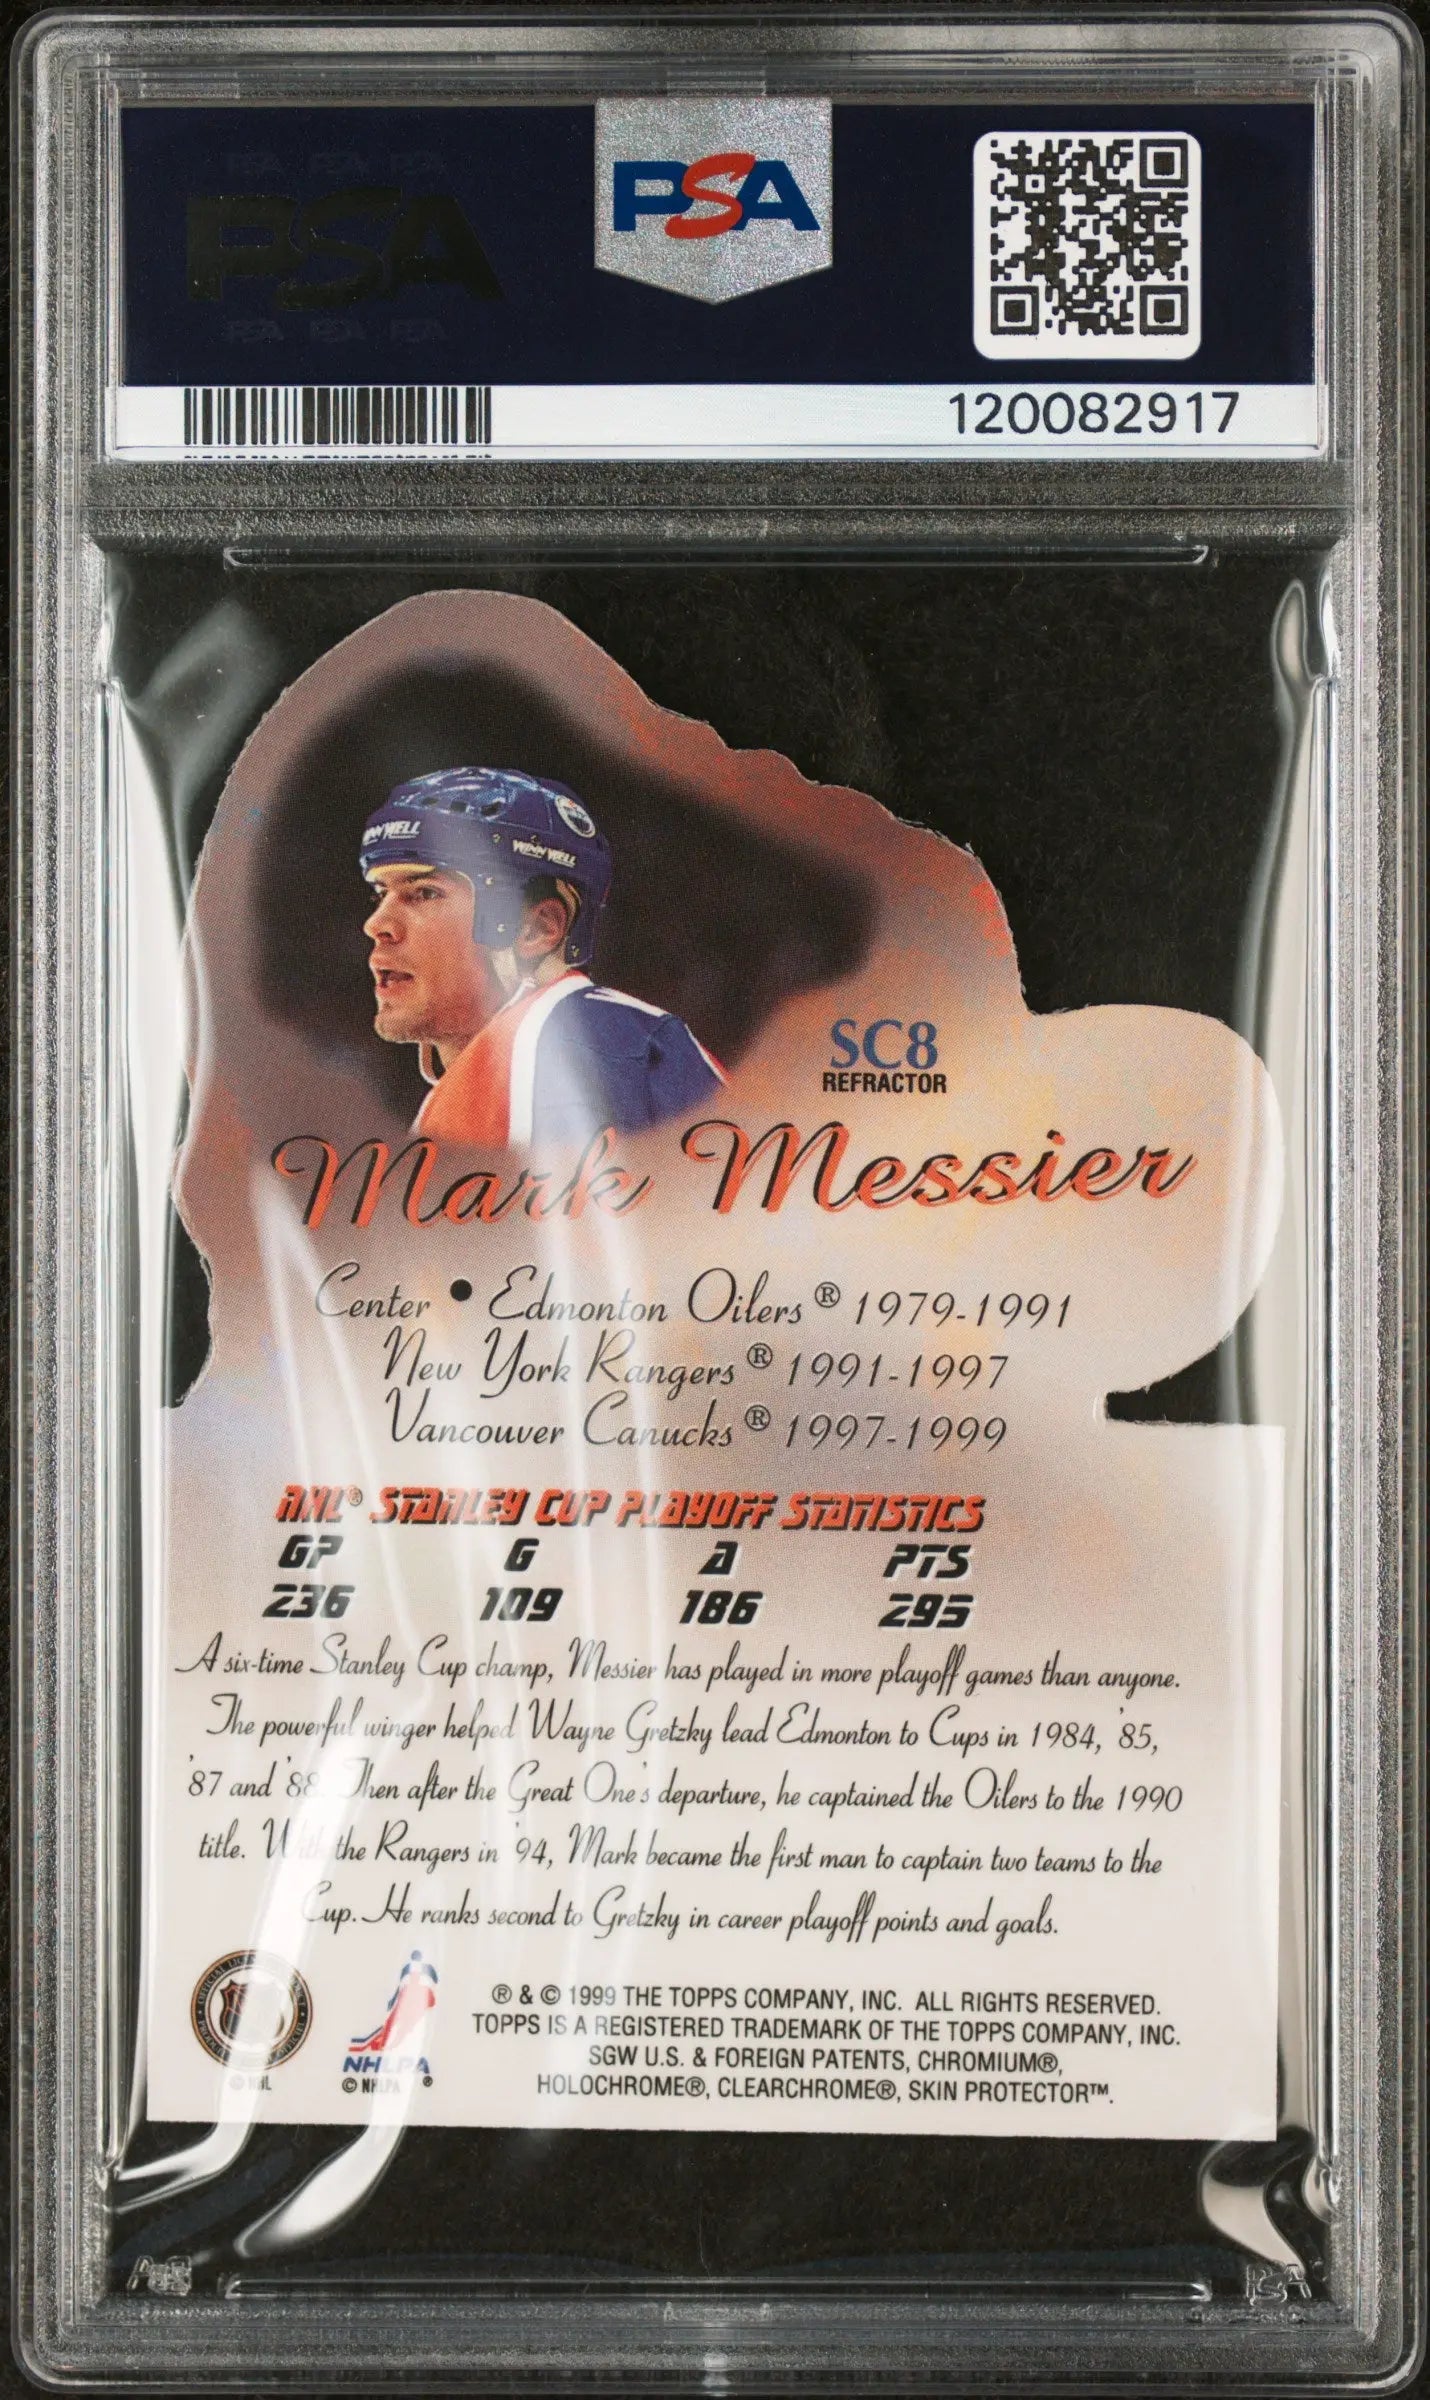 PSA
PSA
120082917
WINNWELL
WINNWELL
SC8
REFRACTOR
Mark Messier
Center • Edmonton Oilers® 1979-1991
New York Rangers® 1991-1997
Vancouver Canucks® 1997-1999
NHL® STANLEY CUP PLAYOFF STATISTICS
GP G A PTS
236 109 186 295
A six-time Stanley Cup champ, Messier has played in more playoff games than anyone.
The powerful winger helped Wayne Gretzky lead Edmonton to Cups in 1984, '85,
'87 and '88. Then after the Great One's departure, he captained the Oilers to the 1990
title. With the Rangers in '94, Mark became the first man to captain two teams to the
Cup. He ranks second to Gretzky in career playoff points and goals.
® & © 1999 THE TOPPS COMPANY, INC. ALL RIGHTS RESERVED.
TOPPS IS A REGISTERED TRADEMARK OF THE TOPPS COMPANY, INC.
SGW U.S. & FOREIGN PATENTS, CHROMIUM®,
HOLOCHROME®, CLEARCHROME®, SKIN PROTECTOR™.
NHLPA
© NHL
© NHLPA ®
PSA